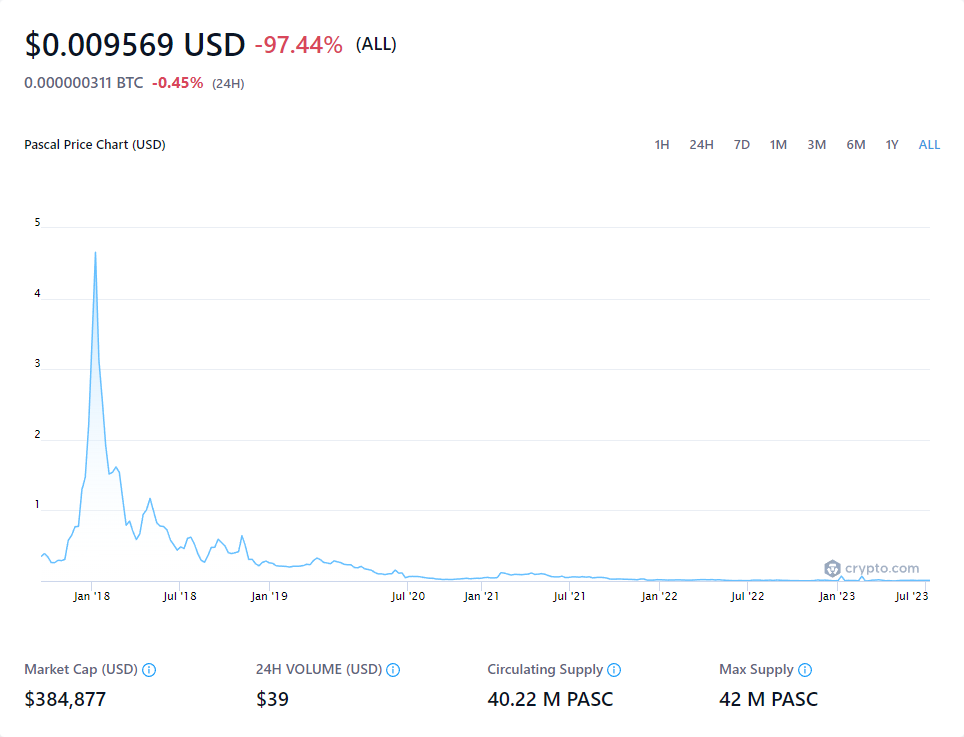 $0.009569 USD -97.44% (ALL)
0.000000311 BTC -0.45% (24H)
Pascal Price Chart (USD) 1H 24H 7D 1M 3M 6M 1Y ALL
5
4
3
2
1
crypto.com
Jan '18 Jul '18 Jan '19 Jul '20 Jan '21 Jul '21 Jan '22 Jul '22 Jan '23 Jul '23
Market Cap (USD) 24H VOLUME (USD) Circulating Supply Max Supply
$384,877 $39 40.22 M PASC 42 M PASC